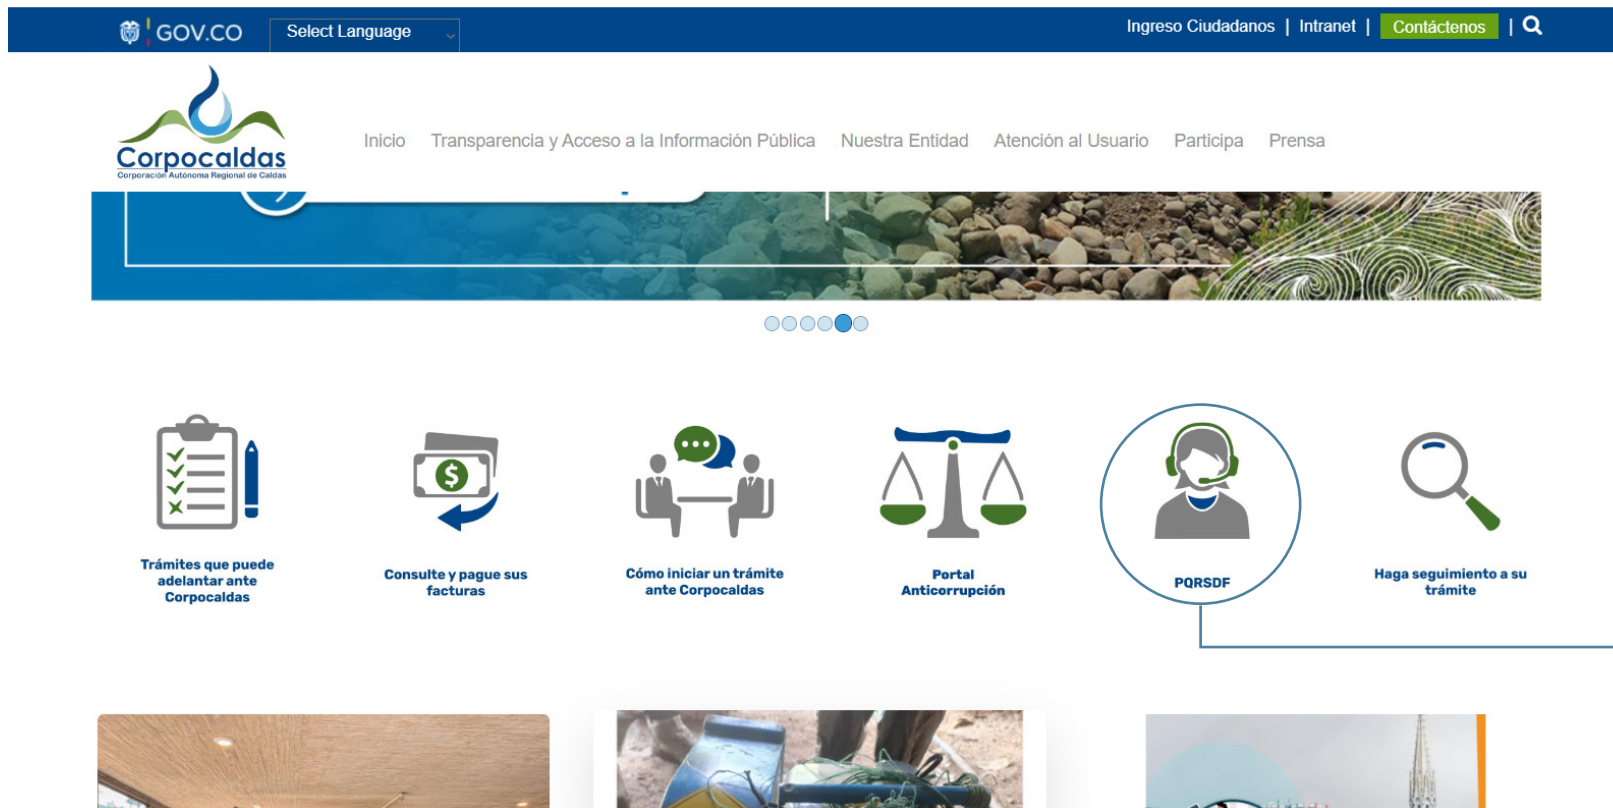 GOV.CO
Select Language
Ingreso Ciudadanos | Intranet | Contáctenos |
Corpocaldas
Corporación Autónoma Regional de Caldas
Inicio Transparencia y Acceso a la Información Pública Nuestra Entidad Atención al Usuario Participa Prensa
Trámites que puede
adelantar ante
Corpocaldas
Consulte y pague sus
facturas
Cómo iniciar un trámite
ante Corpocaldas
Portal
Anticorrupción
PQRSDF
Haga seguimiento a su
trámite